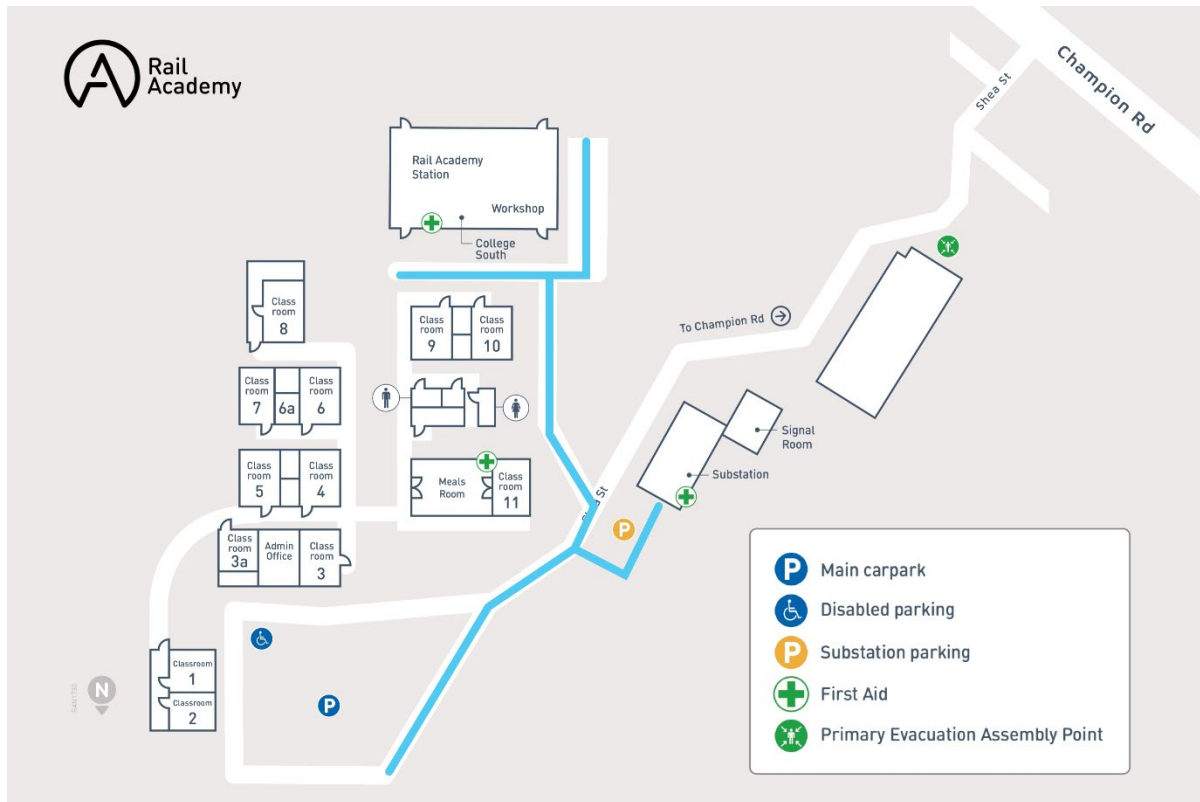 Rail
Academy
Champion Rd
Shea St
Rail Academy
Station
Workshop
College
South
Class
room
8
Class
room
9
Class
room
10
To Champion Rd
Class
room
7
6a
Class
room
6
Signal
Room
Substation
Class
room
5
Class
room
4
Meals
Room
Class
room
11
P
Class
room
3a
Admin
Office
Class
room
3
Classroom
1
Classroom
2
N
P
P Main carpark
Disabled parking
P Substation parking
First Aid
Primary Evacuation Assembly Point